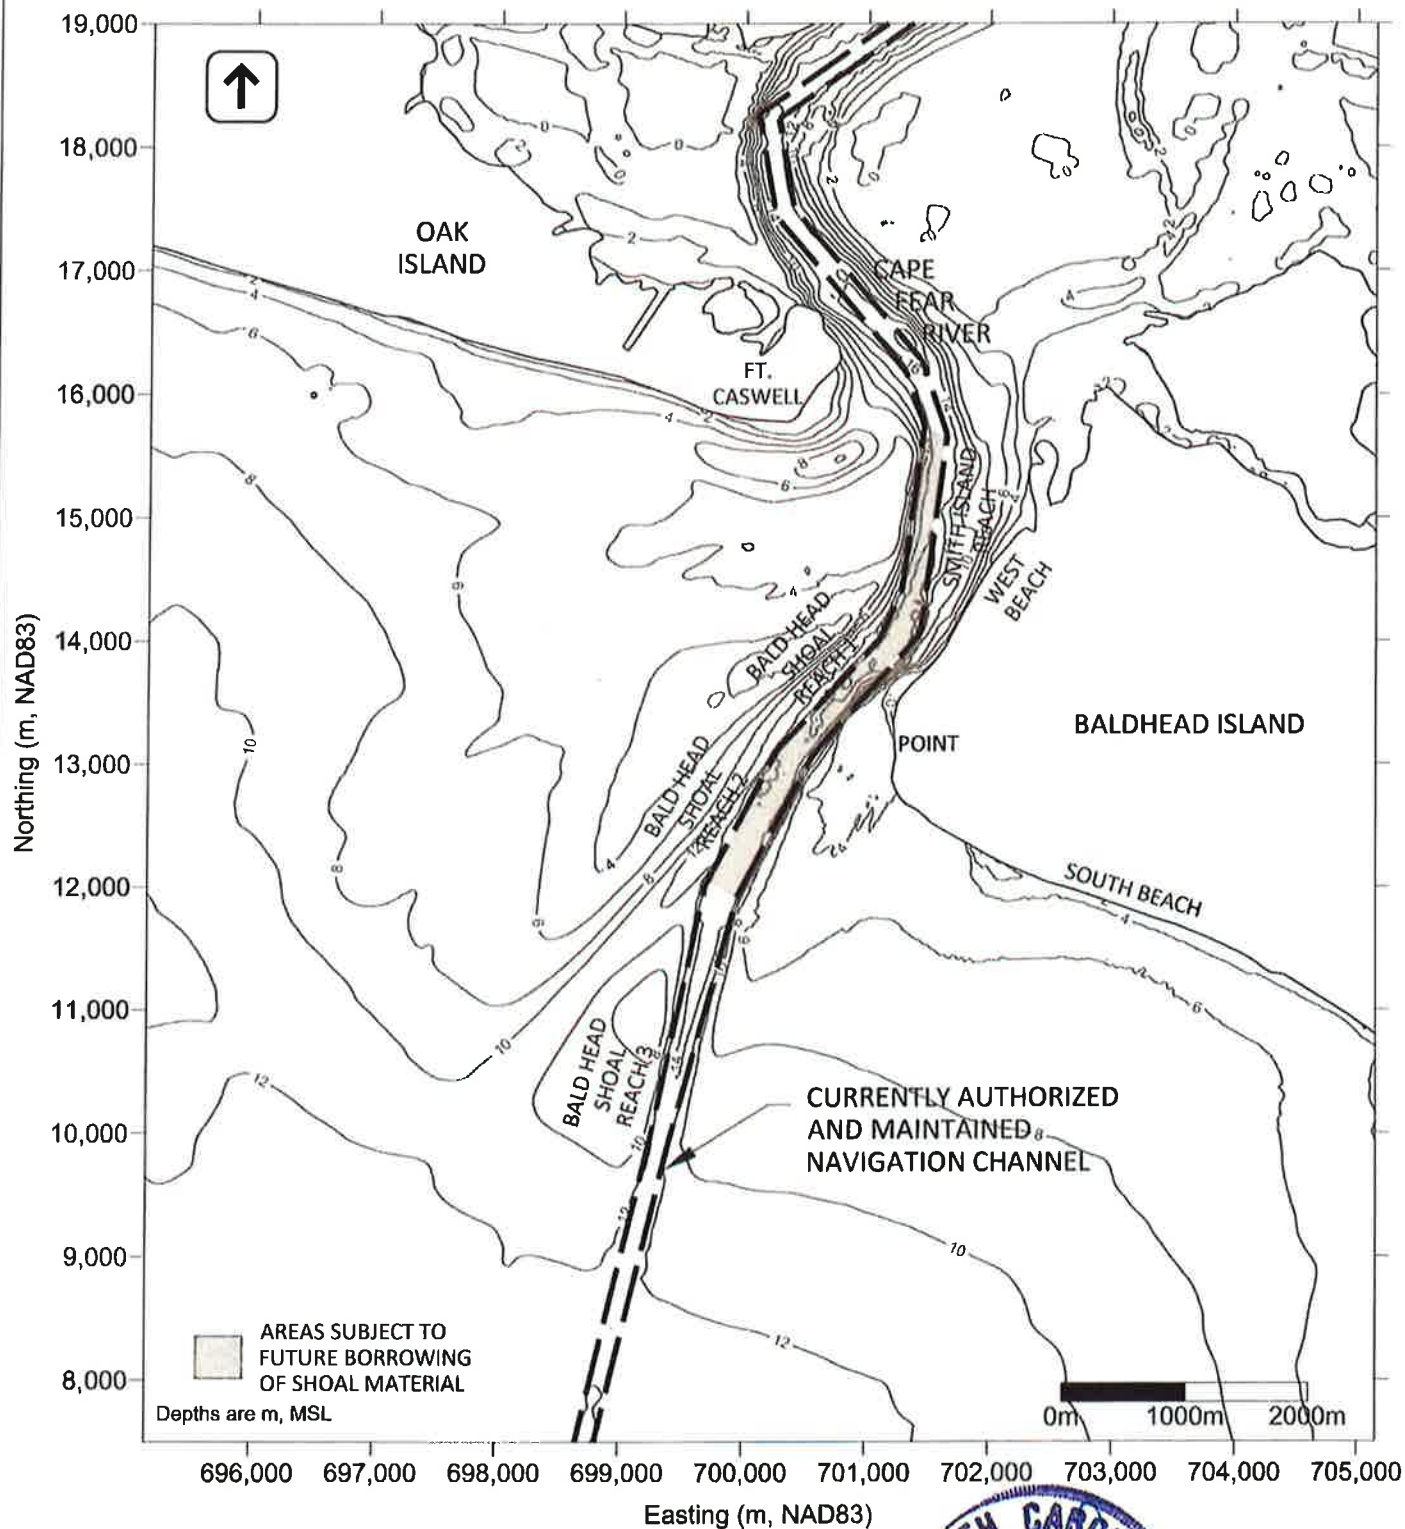 19,000
18,000
17,000
16,000
15,000
14,000
13,000
12,000
11,000
10,000
9,000
8,000
Northing (m, NAD83)
OAK
ISLAND
CAPE
FEAR
RIVER
FT.
CASWELL
SMITH ISLAND
REACH
WEST
BEACH
BALD HEAD
SHOAL
REACH 1
POINT
BALDHEAD ISLAND
BALD HEAD
SHOAL
REACH 2
SOUTH BEACH
BALD HEAD
SHOAL
REACH 3
CURRENTLY AUTHORIZED
AND MAINTAINED
NAVIGATION CHANNEL
AREAS SUBJECT TO
FUTURE BORROWING
OF SHOAL MATERIAL
Depths are m, MSL
0m 1000m 2000m
696,000 697,000 698,000 699,000 700,000 701,000 702,000 703,000 704,000 705,000
Easting (m, NAD83)